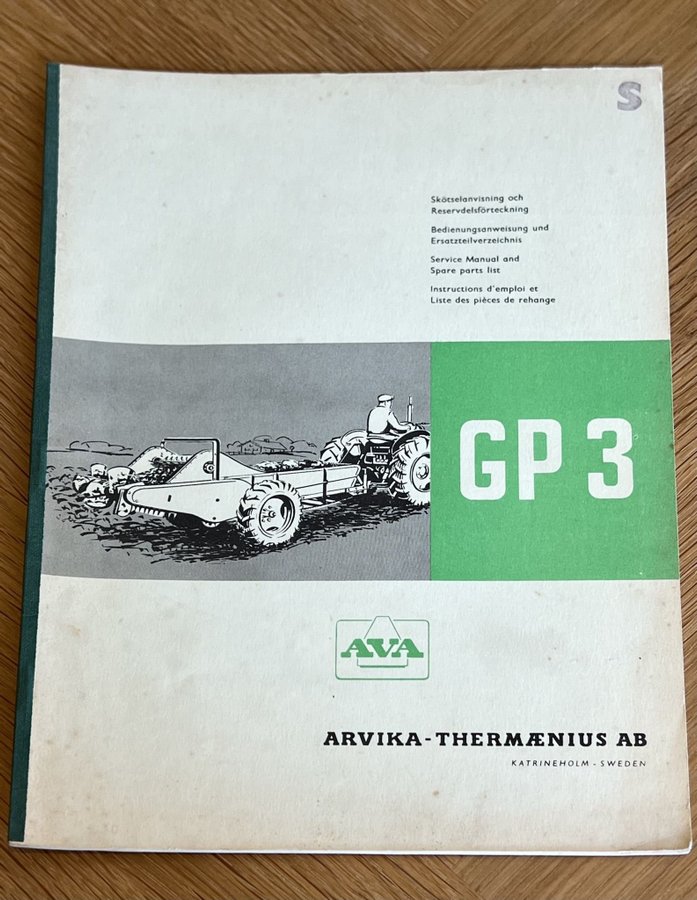 S
Skötselanvisning och
Reservdelsförteckning
Bedienungsanweisung und
Ersatzteilverzeichnis
Service Manual and
Spare parts list
Instructions d'emploi et
Liste des pièces de rehange
GP 3
AVA
ARVIKA-THERMÆNIUS AB
KATRINEHOLM - SWEDEN